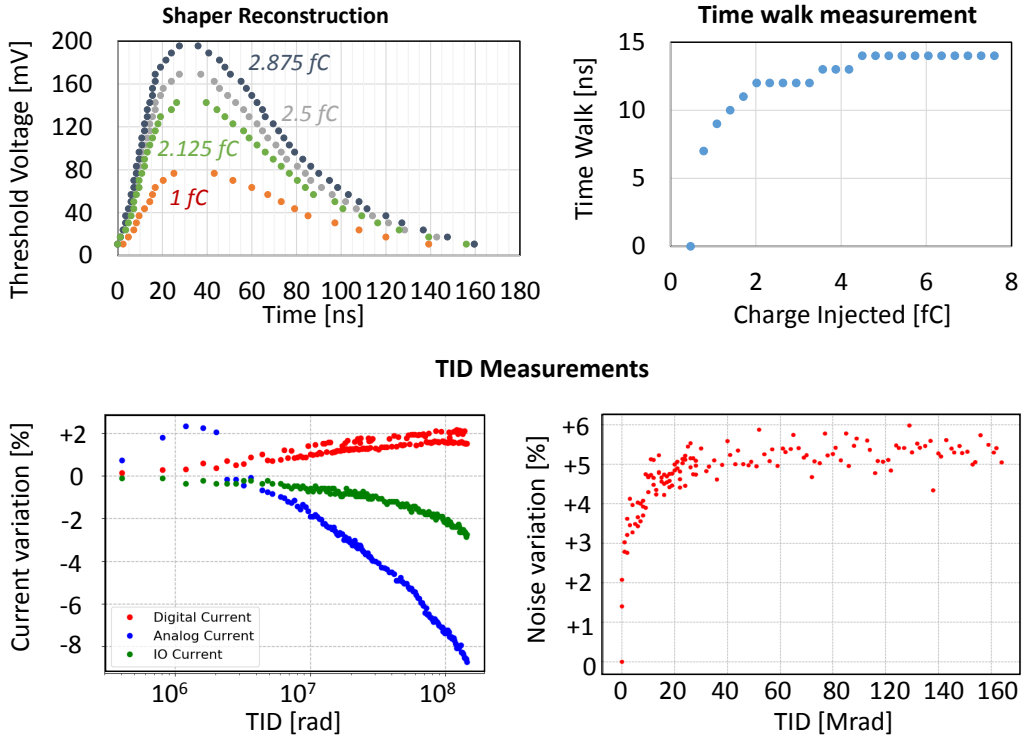 Shaper Reconstruction
Threshold Voltage [mV]
200
160
120
80
40
0
2.875 fC
2.5 fC
2.125 fC
1 fC
0 20 40 60 80 100 120 140 160 180
Time [ns]
Time walk measurement
Time Walk [ns]
15
10
5
0
0 2 4 6 8
Charge Injected [fC]
TID Measurements
Current variation [%]
+2
0
-2
-4
-6
-8
Digital Current
Analog Current
IO Current
10⁶ 10⁷ 10⁸
TID [rad]
Noise variation [%]
+6
+5
+4
+3
+2
+1
0
0 20 40 60 80 100 120 140 160
TID [Mrad]